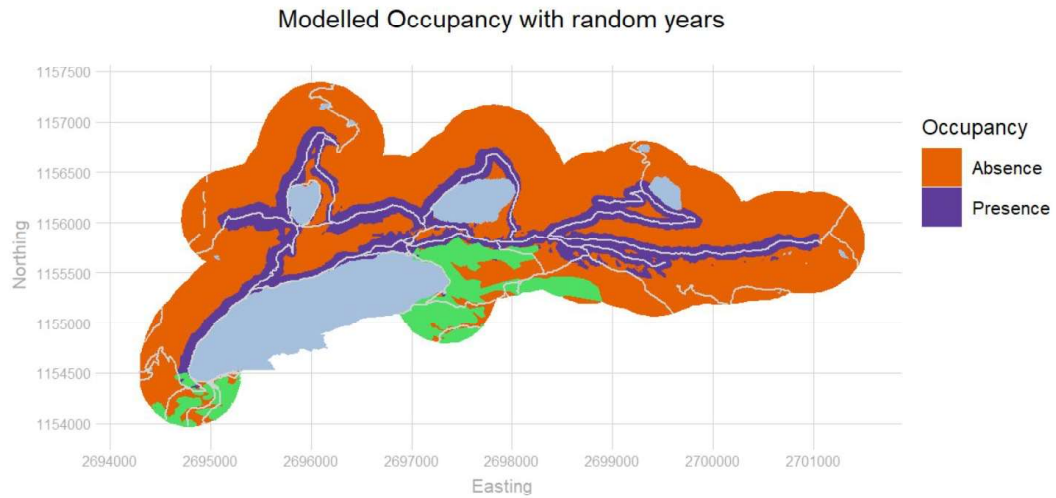 Modelled Occupancy with random years
1157500
1157000
1156500
1156000
1155500
1155000
1154500
1154000
Northing
2694000 2695000 2696000 2697000 2698000 2699000 2700000 2701000
Easting
Occupancy
Absence
Presence